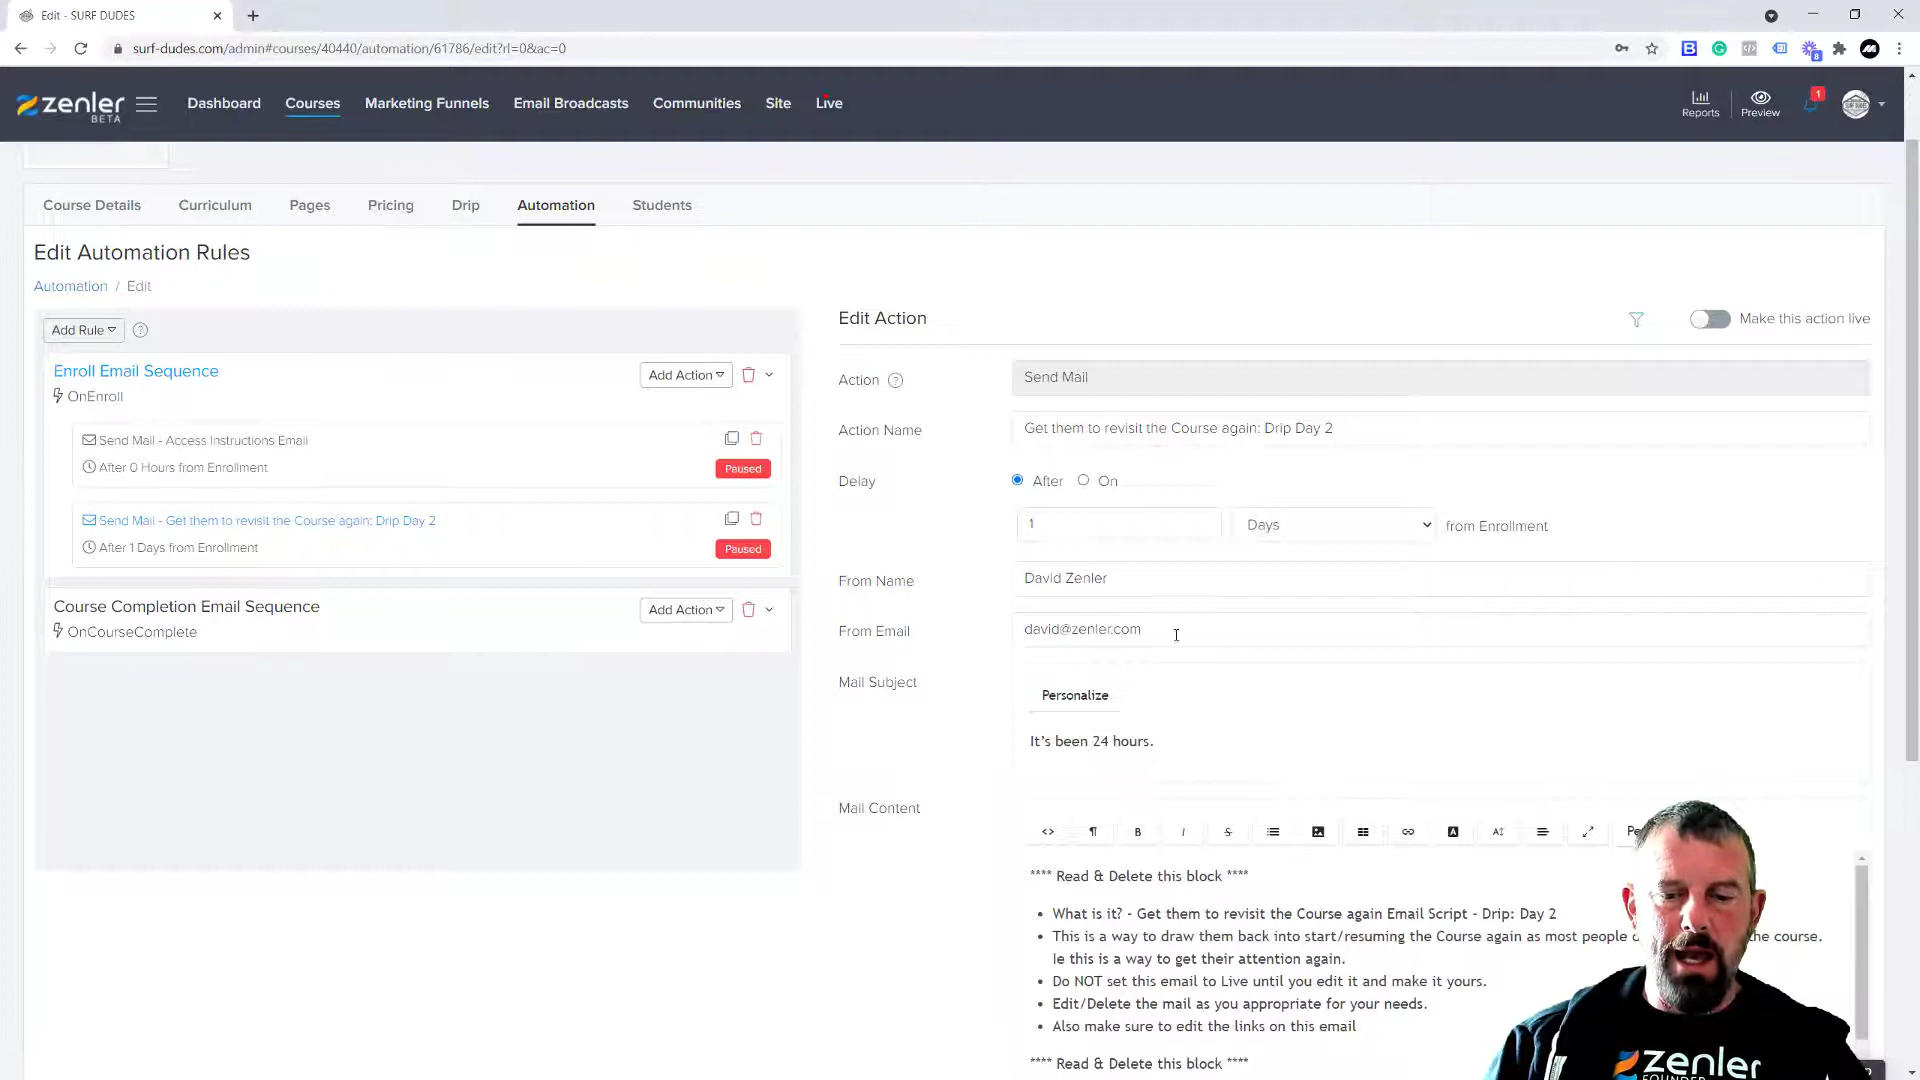 Edit - SURF DUDES
surf-dudes.com/admin#courses/40440/automation/61786/edit?rl=0&ac=0
8
zenler
BETA
Dashboard
Courses
Marketing Funnels
Email Broadcasts
Communities
Site
Live
Reports
Preview
1
Course Details
Curriculum
Pages
Pricing
Drip
Automation
Students
Edit Automation Rules
Automation / Edit
Add Rule
Enroll Email Sequence
Add Action
OnEnroll
Send Mail - Access Instructions Email
After 0 Hours from Enrollment
Paused
Send Mail - Get them to revisit the Course again: Drip Day 2
After 1 Days from Enrollment
Paused
Course Completion Email Sequence
Add Action
OnCourseComplete
Edit Action
Make this action live
Action
Send Mail
Action Name
Get them to revisit the Course again: Drip Day 2
Delay
After
On
1
Days
from Enrollment
From Name
David Zenler
From Email
david@zenler.com
Mail Subject
Personalize
It's been 24 hours.
Mail Content
**** Read & Delete this block ****
What is it? - Get them to revisit the Course again Email Script - Drip: Day 2
This is a way to draw them back into start/resuming the Course again as most people the course.
Ie this is a way to get their attention again.
Do NOT set this email to Live until you edit it and make it yours.
Edit/Delete the mail as you appropriate for your needs.
Also make sure to edit the links on this email
**** Read & Delete this block ****
zenler
FOUNDER